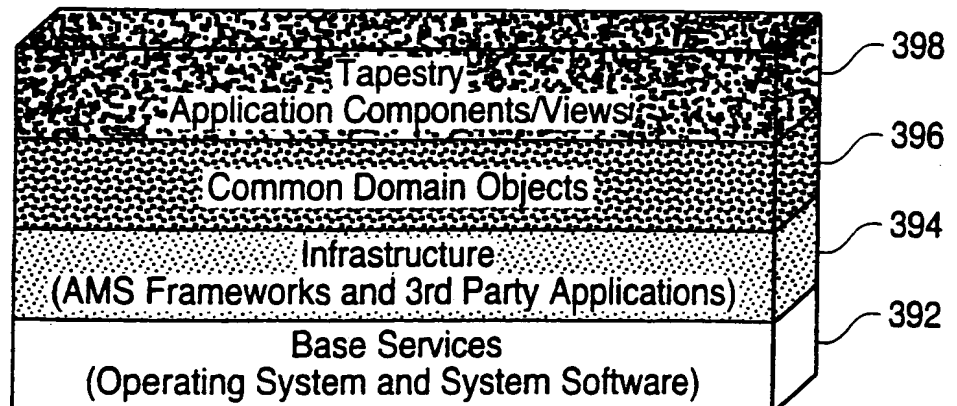 Tapestry
Application Components/Views
398
Common Domain Objects
396
Infrastructure
(AMS Frameworks and 3rd Party Applications)
394
Base Services
(Operating System and System Software)
392